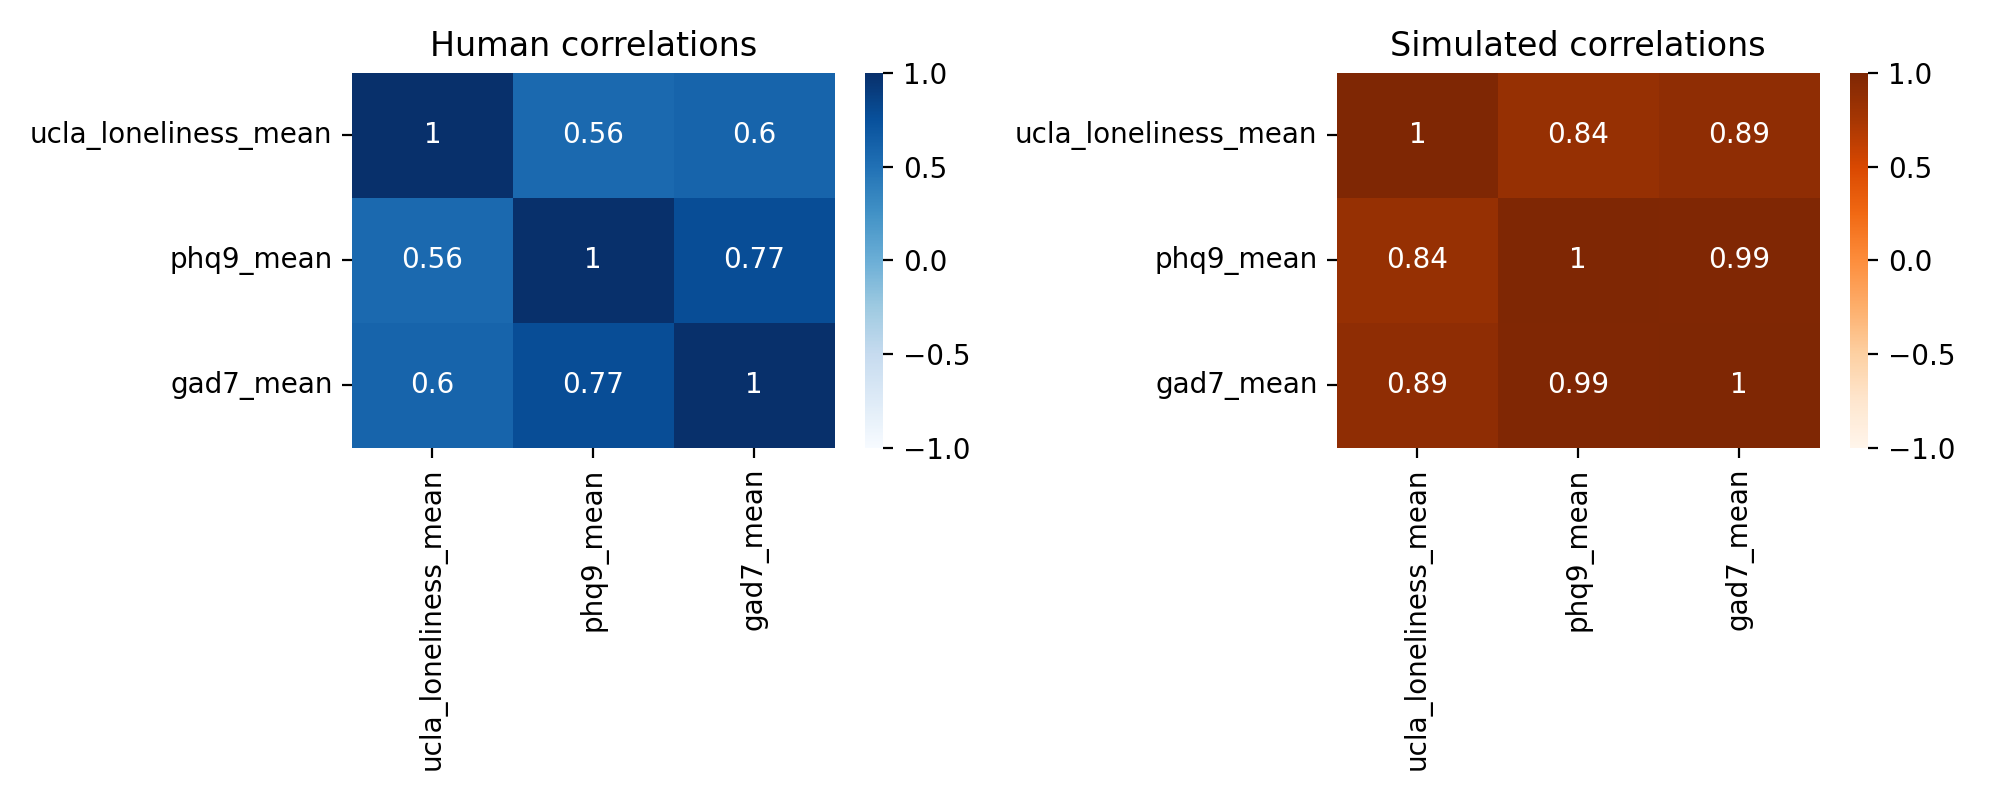 Human correlations
ucla_loneliness_mean
phq9_mean
gad7_mean
1 0.56 0.6
0.56 1 0.77
0.6 0.77 1
1.0
0.5
0.0
−0.5
−1.0
ucla_loneliness_mean
phq9_mean
gad7_mean
Simulated correlations
ucla_loneliness_mean
phq9_mean
gad7_mean
1 0.84 0.89
0.84 1 0.99
0.89 0.99 1
1.0
0.5
0.0
−0.5
−1.0
ucla_loneliness_mean
phq9_mean
gad7_mean